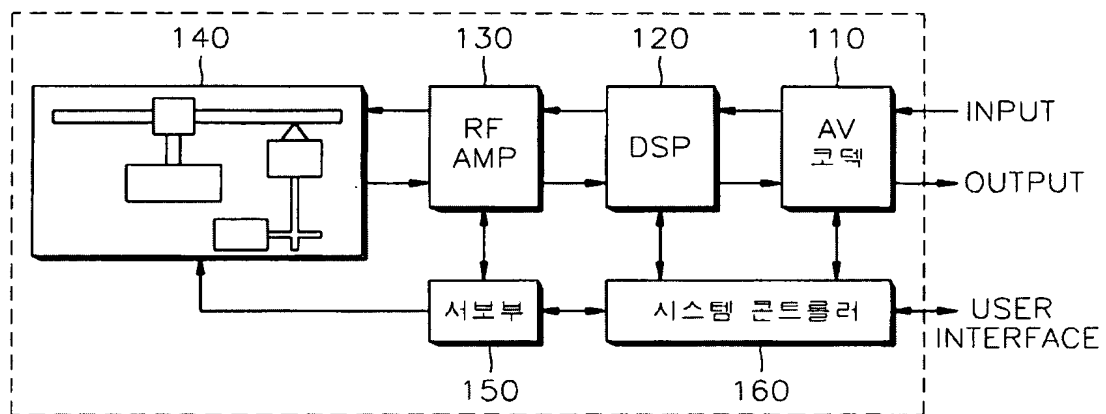 140
130
120
110
RF
AMP
DSP
AV
코덱
INPUT
OUTPUT
서보부
시스템 콘트롤러
USER
INTERFACE
150
160